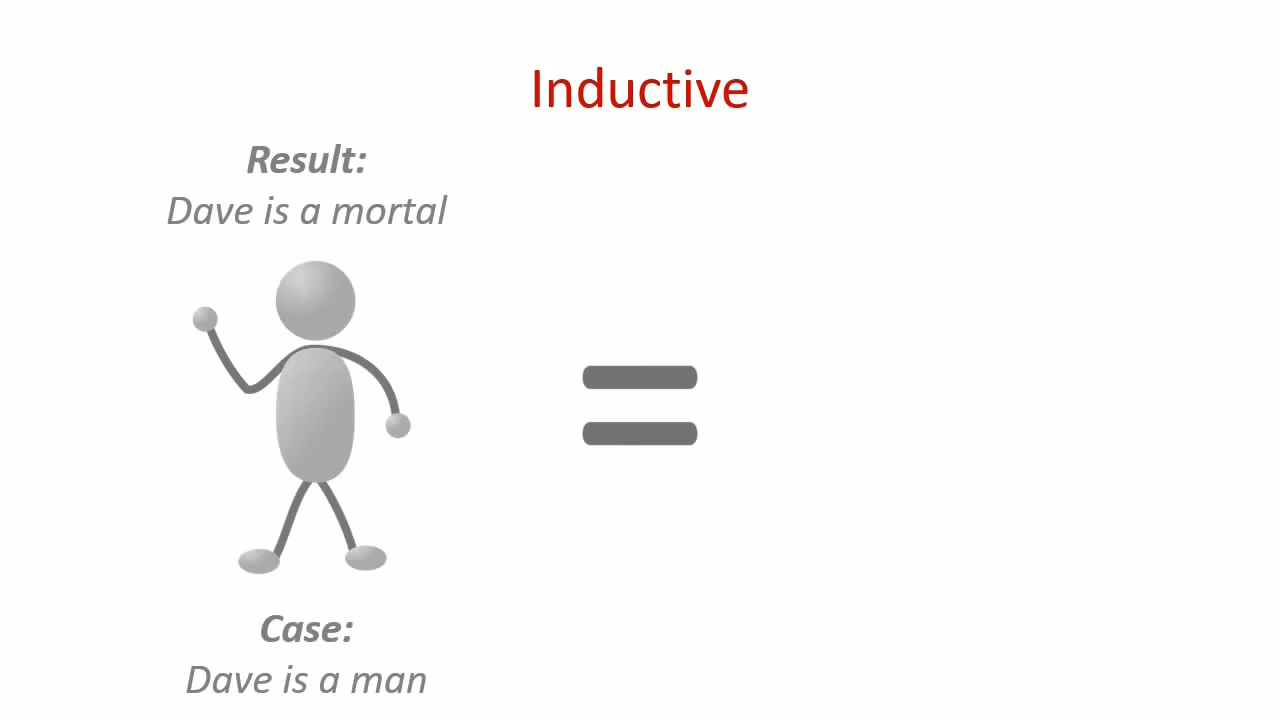 Inductive
Result:
Dave is a mortal
Case:
Dave is a man